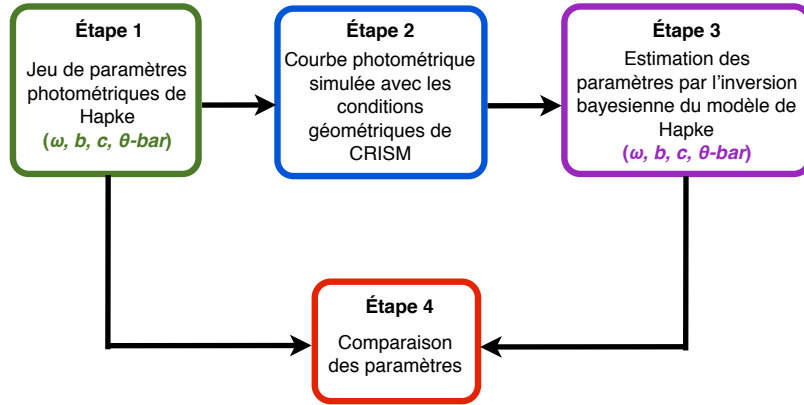 Étape 1
Jeu de paramètres
photométriques de
Hapke
(ω, b, c, θ-bar)
Étape 2
Courbe photométrique
simulée avec les
conditions
géométriques de
CRISM
Étape 3
Estimation des
paramètres par l'inversion
bayesienne du modèle de
Hapke
(ω, b, c, θ-bar)
Étape 4
Comparaison
des paramètres